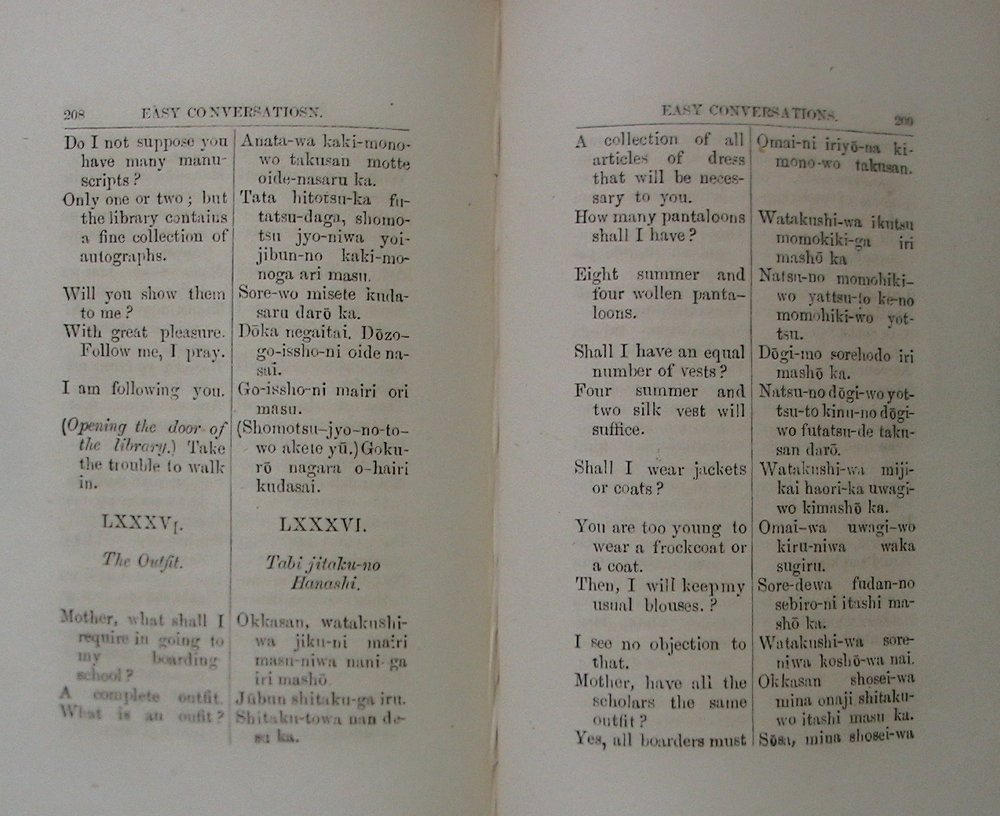 208 EASY CONVERSATIOSN.
Do I not suppose you
have many manu-
scripts ?
Only one or two ; but
the library contains
a fine collection of
autographs.
Will you show them
to me ?
With great pleasure.
Follow me, I pray.
I am following you.
(Opening the door of
the library.) Take
the trouble to walk
in.
LXXXVI.
The Outfit.
Mother, what shall I
require in going to
my boarding
school ?
A complete outfit.
What is an outfit ?
Anata-wa kaki-mono-
wo takusan motte
oide-nasaru ka.
Tata hitotsu-ka fu-
tatsu-daga, shomo-
tsu jyo-niwa yoi-
jibun-no kaki-mo-
noga ari masu.
Sore-wo misete kuda-
saru darō ka.
Dōka negaitai. Dōzo-
go-issho-ni oide na-
sai.
Go-issho-ni mairi ori
masu.
(Shomotsu-jyo-no-to-
wo akete yū.) Goku-
rō nagara o-hairi
kudasai.
LXXXVI.
Tabi jitaku-no
Hanashi.
Okkasan, watakushi-
wa jiku-ni mairi
masu-niwa nani-ga
iri mashō.
Jūbun shitaku-ga iru.
Shitaku-towa nan de-
su ka.
EASY CONVERSATIONS. 209
A collection of all
articles of dress
that will be neces-
sary to you.
How many pantaloons
shall I have ?
Eight summer and
four wollen panta-
loons.
Shall I have an equal
number of vests ?
Four summer and
two silk vest will
suffice.
Shall I wear jackets
or coats ?
You are too young to
wear a frockcoat or
a coat.
Then, I will keep my
usual blouses. ?
I see no objection to
that.
Mother, have all the
scholars the same
outfit ?
Yes, all boarders must
Omai-ni iriyō-na ki-
mono-wo takusan.
Watakushi-wa ikutsu
momokiki-ga iri
mashō ka
Natsu-no momohiki-
wo yattsu-to ke-no
momohiki-wo yot-
tsu.
Dōgi-mo sorehodo iri
mashō ka.
Natsu-no dōgi-wo yot-
tsu-to kinu-no dōgi-
wo futatsu-de taku-
san darō.
Watakushi-wa miji-
kai haori-ka uwagi-
wo kimashō ka.
Omai-wa uwagi-wo
kiru-niwa waka
sugiru.
Sore-dewa fudan-no
sebiro-ni itashi ma-
shō ka.
Watakushi-wa sore-
niwa koshō-wa nai.
Okkasan shosei-wa
mina onaji shitaku-
wo itashi masu ka.
Sōsa, mina shosei-wa